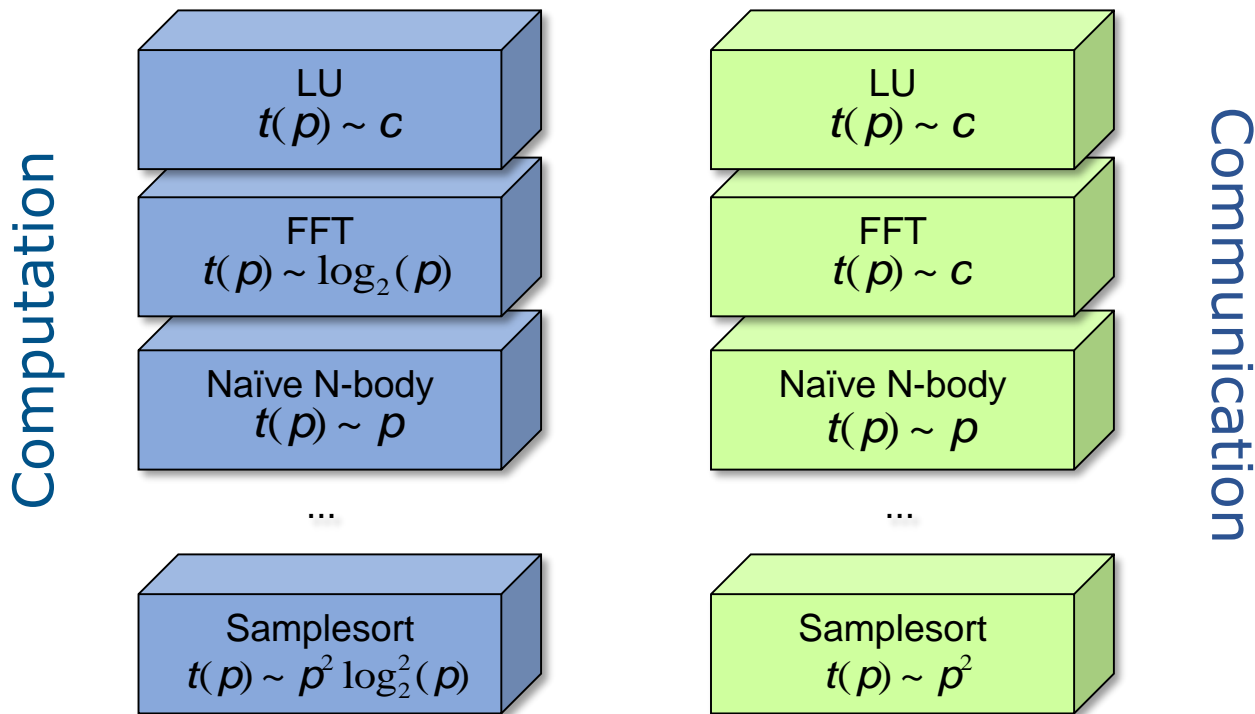 Computation
LU
t(p) ~ c
FFT
t(p) ~ log₂(p)
Naïve N-body
t(p) ~ p
...
Samplesort
t(p) ~ p² log₂²(p)
LU
t(p) ~ c
FFT
t(p) ~ c
Naïve N-body
t(p) ~ p
...
Samplesort
t(p) ~ p²
Communication